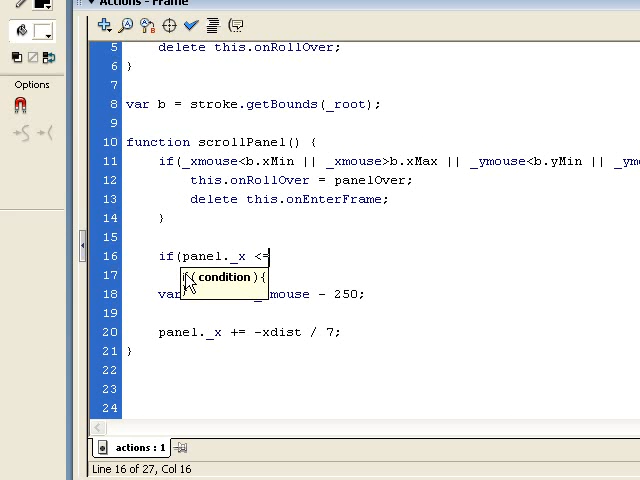 Actions - Frame
Options
5 delete this.onRollOver;
6 }
7
8 var b = stroke.getBounds(_root);
9
10 function scrollPanel() {
11 if(_xmouse<b.xMin || _xmouse>b.xMax || _ymouse<b.yMin || _ym
12 this.onRollOver = panelOver;
13 delete this.onEnterFrame;
14 }
15
16 if(panel._x <=
17 if ( condition ){
18 var mouse - 250;
19
20 panel._x += -xdist / 7;
21 }
22
23
24
actions : 1
Line 16 of 27, Col 16